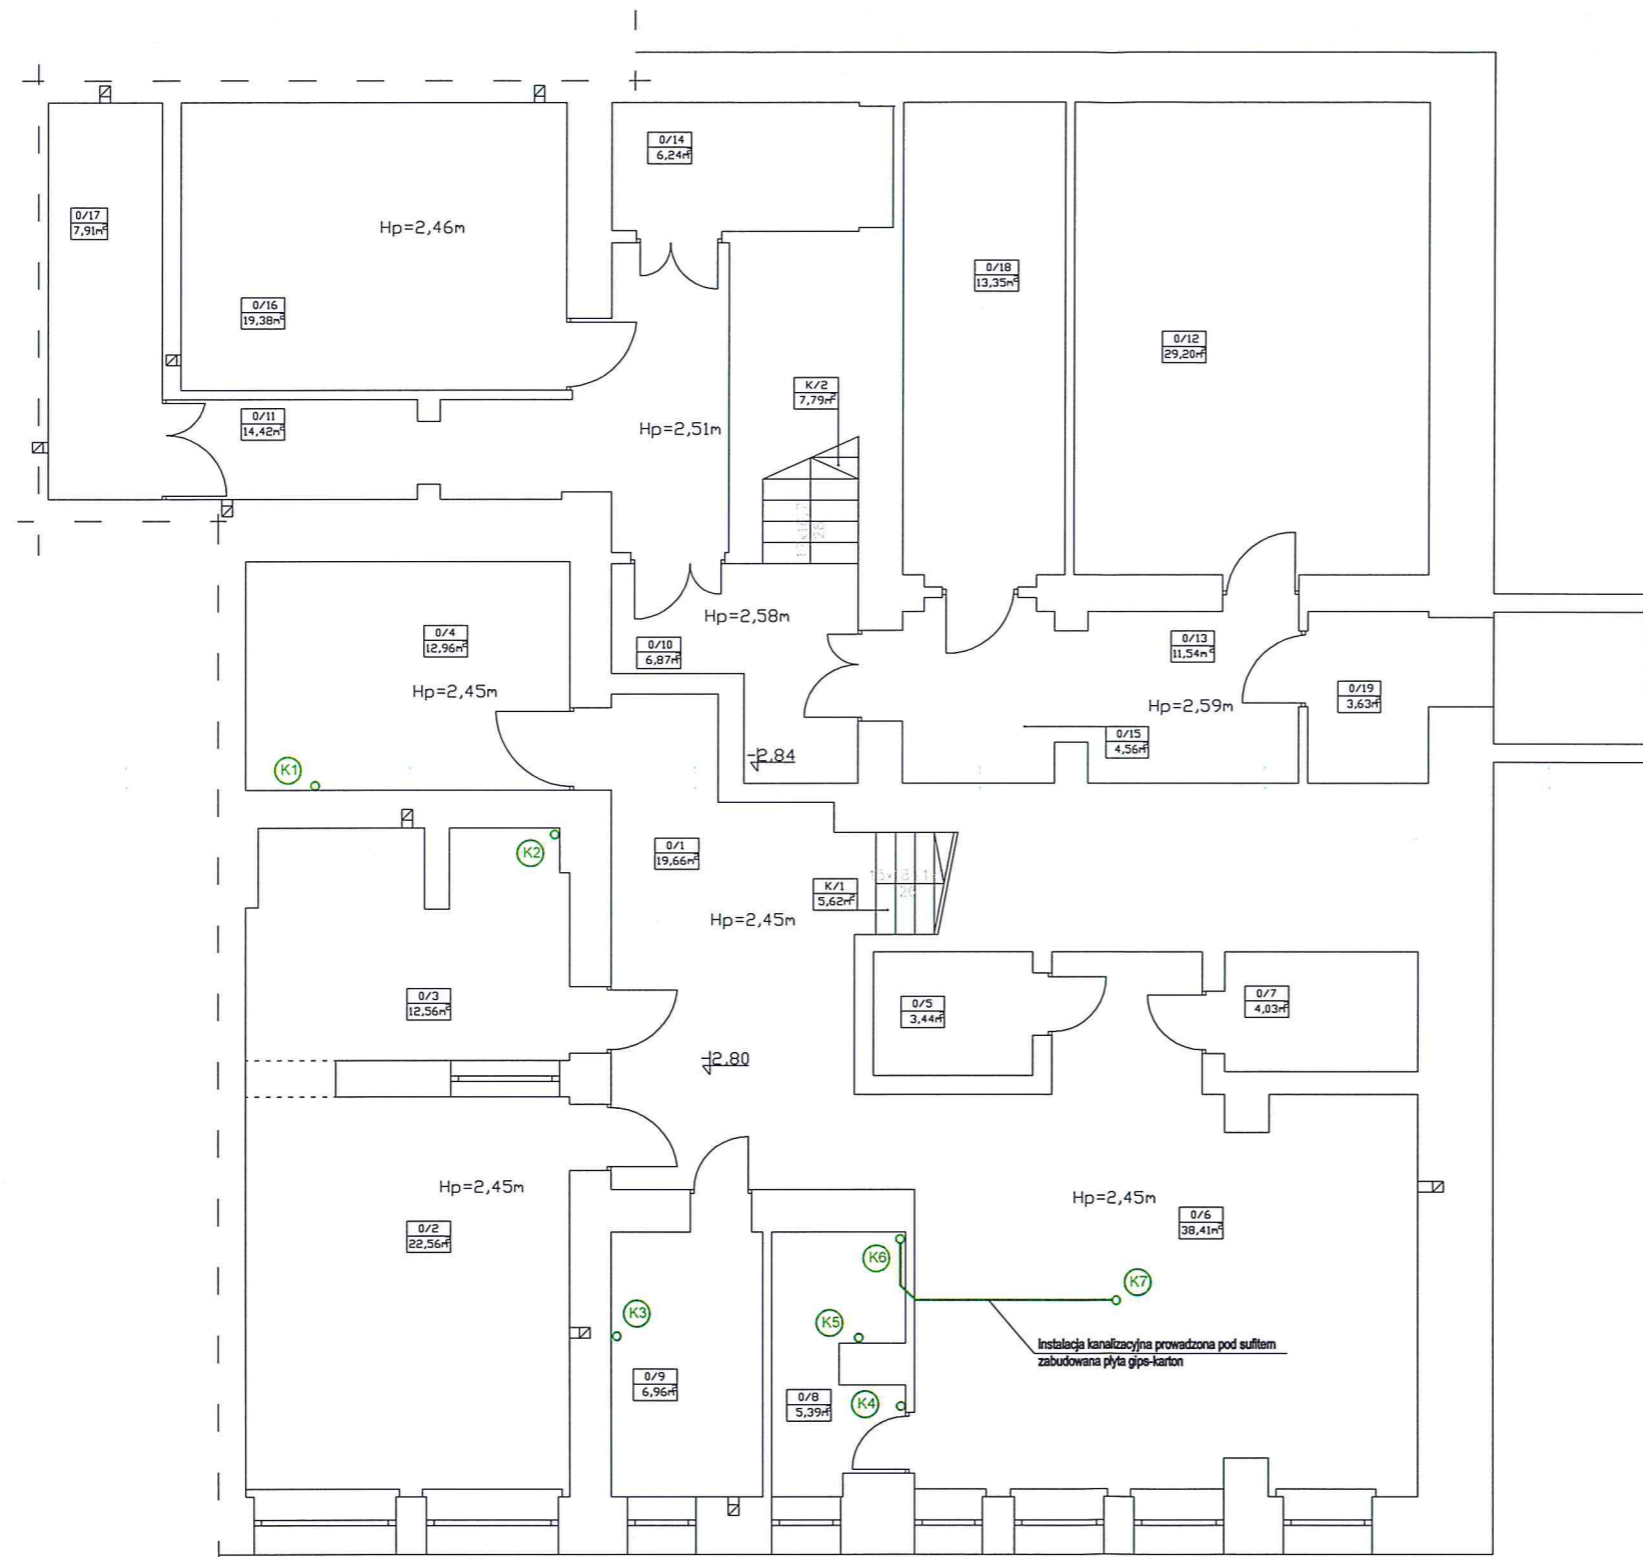 0/14
6,24m²
0/17
7,91m²
Hp=2,46m
0/18
13,35m²
0/16
19,38m²
0/12
29,20m²
K/2
7,79m²
0/11
14,42m²
Hp=2,51m
Hp=2,58m
0/4
12,96m²
0/10
6,87m²
0/13
11,54m²
Hp=2,45m
0/19
3,63m²
Hp=2,59m
0/15
4,56m²
-2.84
K1
K2
0/1
19,66m²
K/1
5,62m²
Hp=2,45m
0/3
12,56m²
0/5
3,44m²
0/7
4,03m²
-2.80
Hp=2,45m
Hp=2,45m
0/2
22,56m²
0/6
38,41m²
K6
K7
K3
K5
Instalacja kanalizacyjna prowadzona pod sufitem
zabudowana płyta gips-karton
0/9
6,96m²
0/8
5,39m²
K4